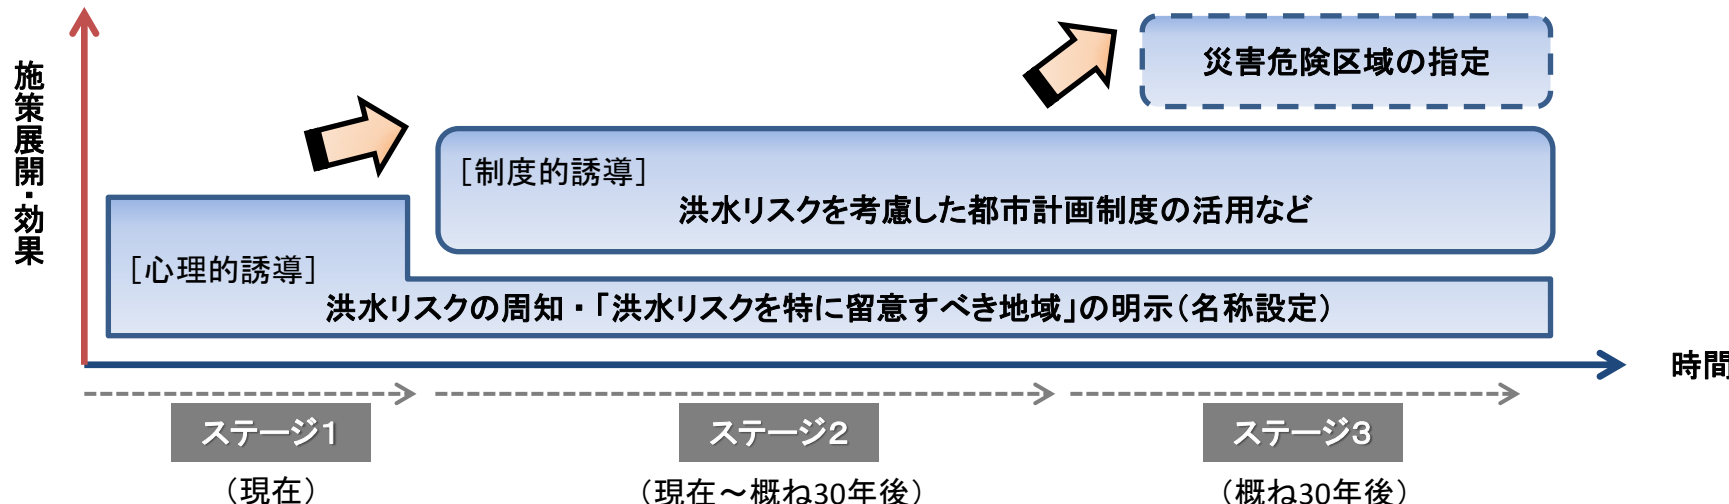 施策展開・効果
災害危険区域の指定
［制度的誘導］
洪水リスクを考慮した都市計画制度の活用など
［心理的誘導］
洪水リスクの周知・「洪水リスクを特に留意すべき地域」の明示（名称設定）
時間
ステージ１
ステージ２
ステージ３
（現在）
（現在～概ね30年後）
（概ね30年後）